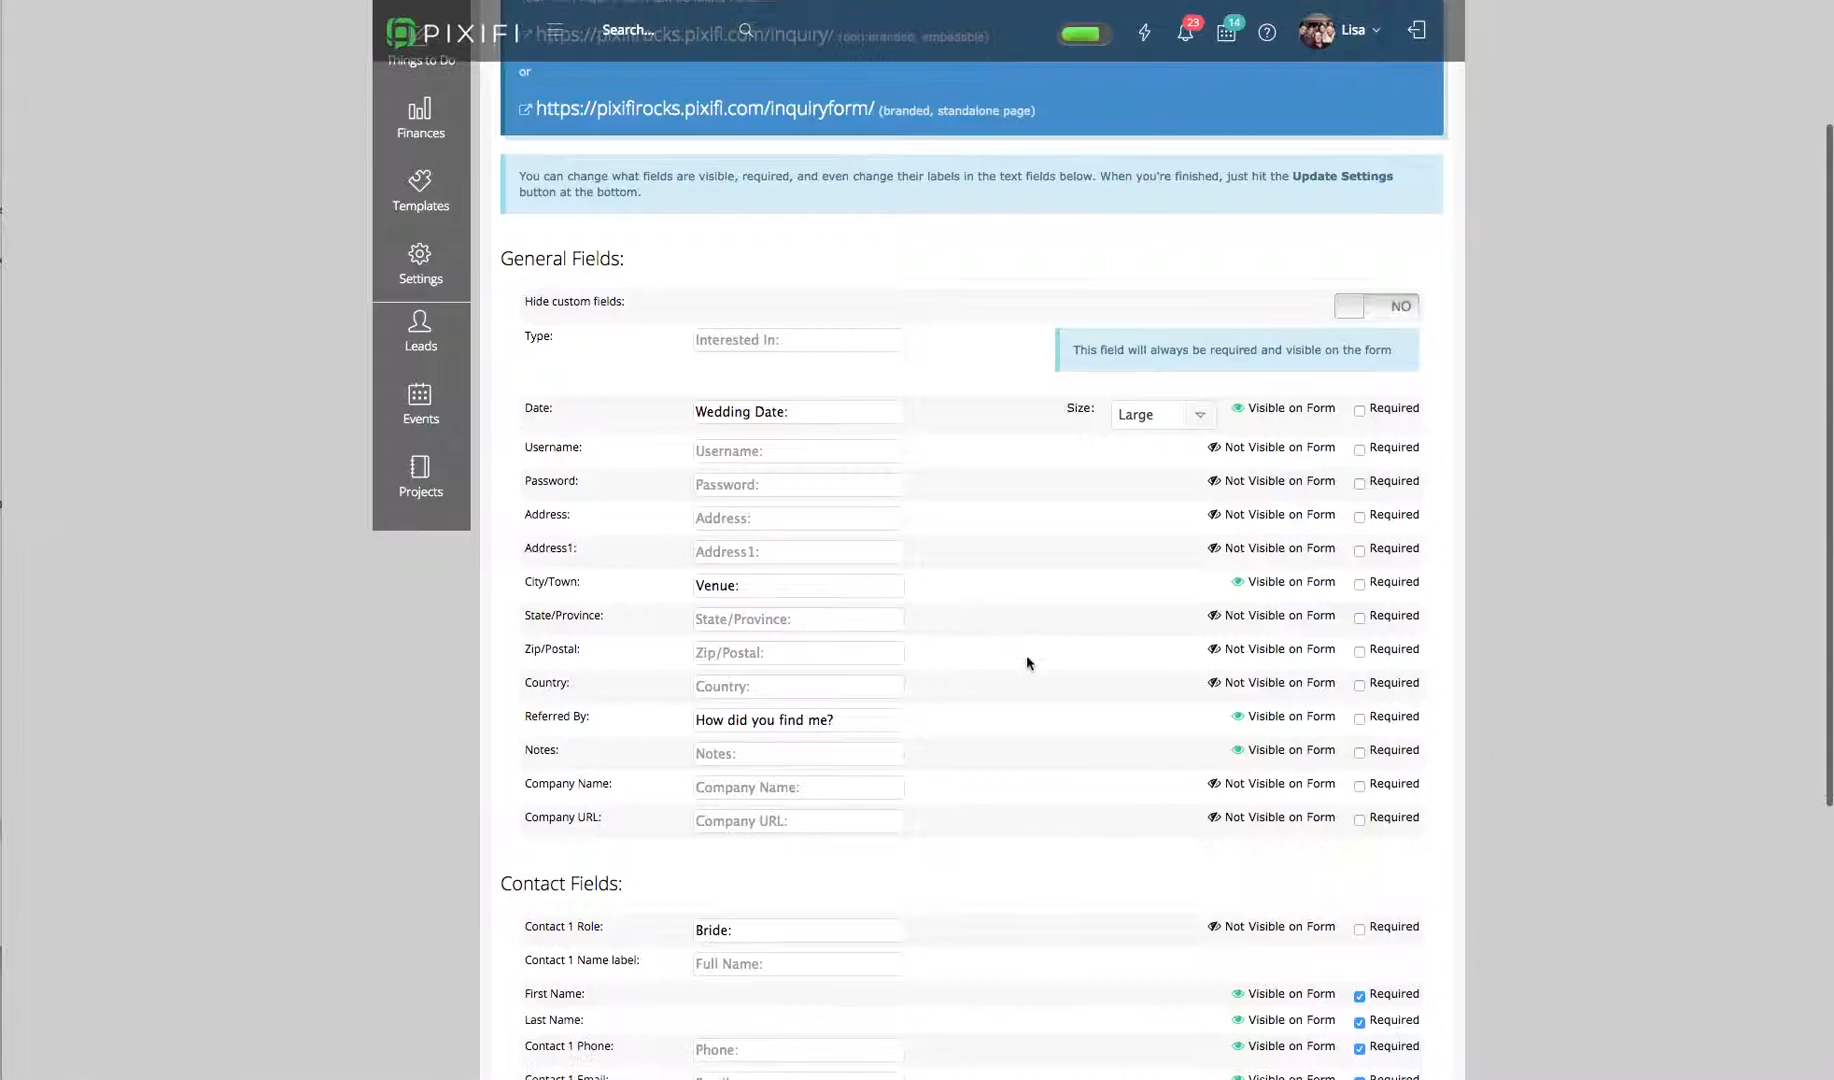 PIXIFI
Search...
23
14
Lisa
https://pixifirocks.pixifi.com/inquiry/ (non-branded, embedable)
or
https://pixifirocks.pixifi.com/inquiryform/ (branded, standalone page)
Things to Do
Finances
Templates
Settings
Leads
Events
Projects
You can change what fields are visible, required, and even change their labels in the text fields below. When you're finished, just hit the Update Settings
button at the bottom.
General Fields:
Hide custom fields: NO
Type: Interested In: This field will always be required and visible on the form
Date: Wedding Date: Size: Large Visible on Form Required
Username: Username: Not Visible on Form Required
Password: Password: Not Visible on Form Required
Address: Address: Not Visible on Form Required
Address1: Address1: Not Visible on Form Required
City/Town: Venue: Visible on Form Required
State/Province: State/Province: Not Visible on Form Required
Zip/Postal: Zip/Postal: Not Visible on Form Required
Country: Country: Not Visible on Form Required
Referred By: How did you find me? Visible on Form Required
Notes: Notes: Visible on Form Required
Company Name: Company Name: Not Visible on Form Required
Company URL: Company URL: Not Visible on Form Required
Contact Fields:
Contact 1 Role: Bride: Not Visible on Form Required
Contact 1 Name label: Full Name:
First Name: Visible on Form Required
Last Name: Visible on Form Required
Contact 1 Phone: Phone: Visible on Form Required
Contact 1 Email: Visible on Form Required